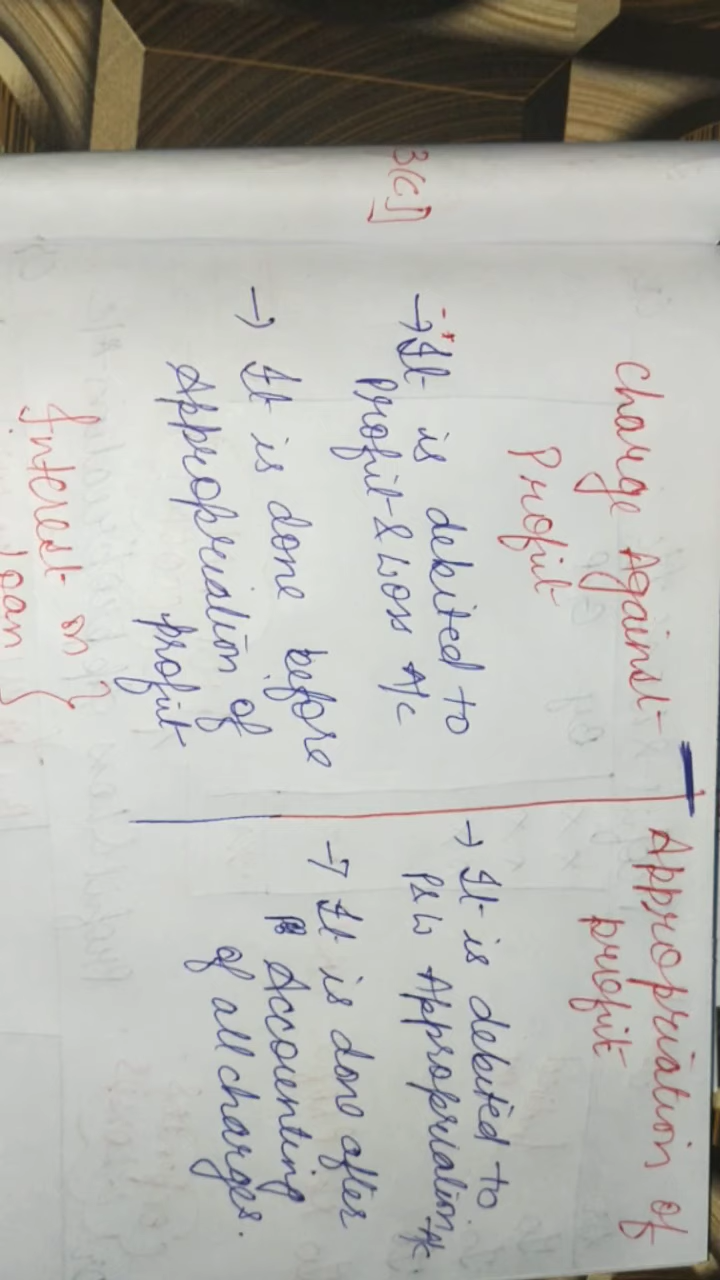 3(C)]
Charge Against
Profit
Appropriation of
profit
→ It is debited to
Profit & Loss A/c
→ It is done before
Appropriation of
profit
→ It is debited to
P&L Appropriation A/c.
→ It is done after
Accounting
of all charges.
Interest on
loan